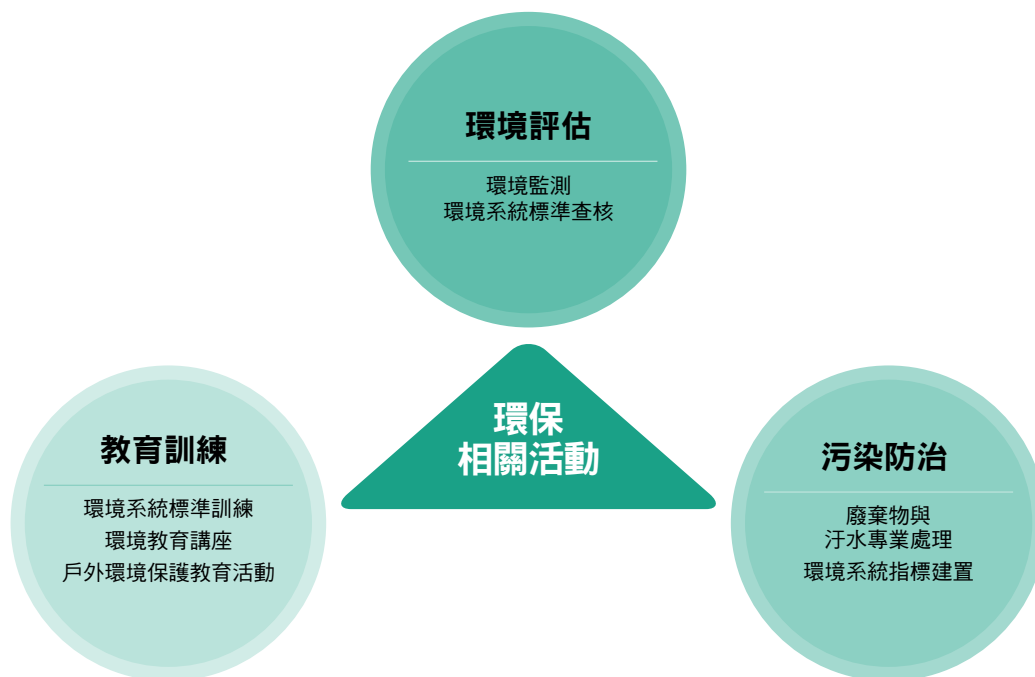 環境評估
環境監測
環境系統標準查核
環保
相關活動
教育訓練
環境系統標準訓練
環境教育講座
戶外環境保護教育活動
污染防治
廢棄物與
汙水專業處理
環境系統指標建置